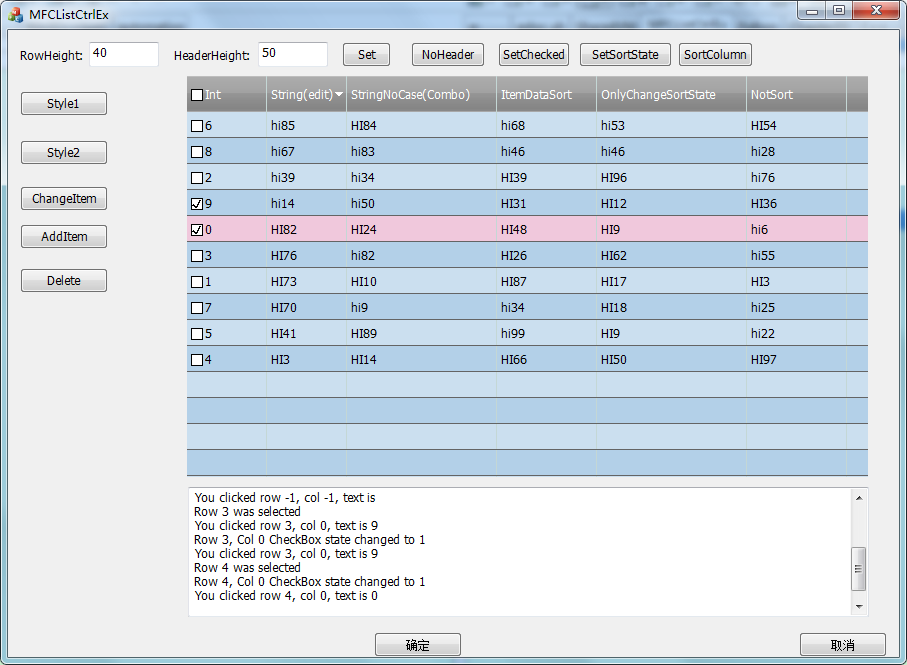 MFCListCtrlEx
RowHeight: 40 HeaderHeight: 50 Set NoHeader SetChecked SetSortState SortColumn
Style1
Style2
ChangeItem
AddItem
Delete
Int String(edit) StringNoCase(Combo) ItemDataSort OnlyChangeSortState NotSort
6 hi85 HI84 hi68 hi53 HI54
8 hi67 hi83 hi46 hi46 hi28
2 hi39 hi34 HI39 HI96 hi76
9 hi14 hi50 HI31 HI12 HI36
0 HI82 HI24 HI48 HI9 hi6
3 HI76 hi82 HI26 HI62 hi55
1 HI73 HI10 HI87 HI17 HI3
7 HI70 hi9 hi34 HI18 hi25
5 HI41 HI89 hi99 HI9 hi22
4 HI3 HI14 HI66 HI50 HI97
You clicked row -1, col -1, text is
Row 3 was selected
You clicked row 3, col 0, text is 9
Row 3, Col 0 CheckBox state changed to 1
You clicked row 3, col 0, text is 9
Row 4 was selected
Row 4, Col 0 CheckBox state changed to 1
You clicked row 4, col 0, text is 0
确定 取消